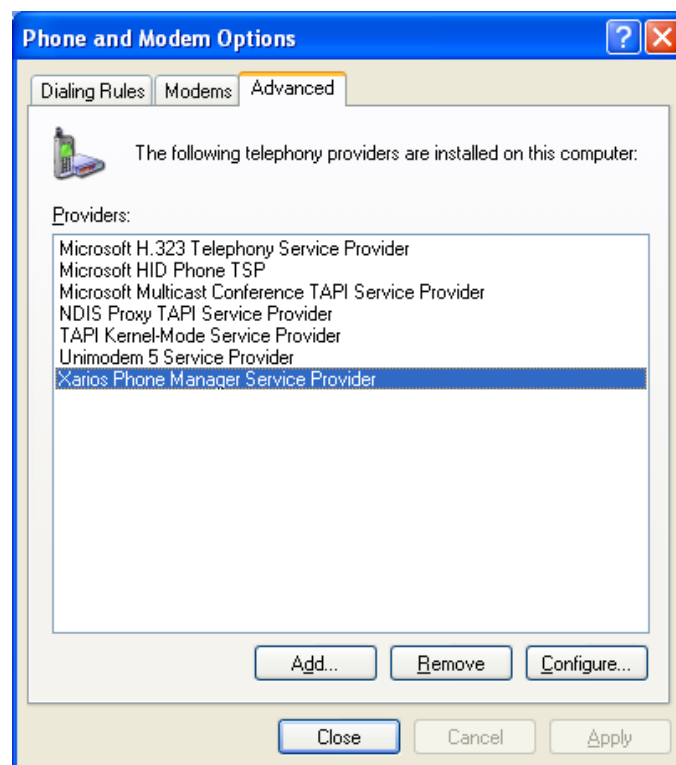 Phone and Modem Options
Dialing Rules Modems Advanced
The following telephony providers are installed on this computer:
Providers:
Microsoft H.323 Telephony Service Provider
Microsoft HID Phone TSP
Microsoft Multicast Conference TAPI Service Provider
NDIS Proxy TAPI Service Provider
TAPI Kernel-Mode Service Provider
Unimodem 5 Service Provider
Xarios Phone Manager Service Provider
Add... Remove Configure...
Close Cancel Apply